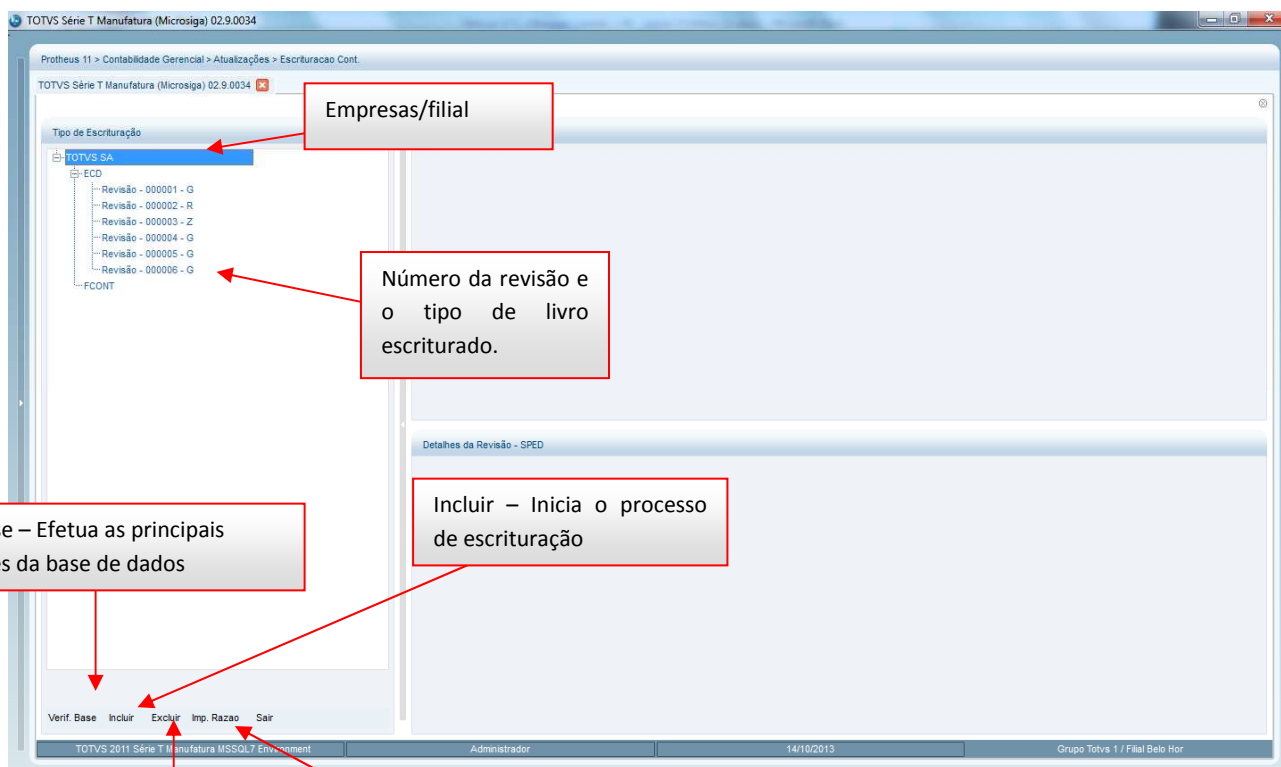 TOTVS Série T Manufatura (Microsiga) 02.9.0034
Protheus 11 > Contabilidade Gerencial > Atualizações > Escrituracao Cont.
TOTVS Série T Manufatura (Microsiga) 02.9.0034
Empresas/filial
Tipo de Escrituração
TOTVS SA
ECD
Revisão - 000001 - G
Revisão - 000002 - R
Revisão - 000003 - Z
Revisão - 000004 - G
Revisão - 000005 - G
Revisão - 000006 - G
FCONT
Número da revisão e
o tipo de livro
escriturado.
Detalhes da Revisão - SPED
Incluir – Inicia o processo
de escrituração
se – Efetua as principais
es da base de dados
Verif. Base Incluir Excluir Imp. Razao Sair
TOTVS 2011 Série T Manufatura MSSQL7 Environment Administrador 14/10/2013 Grupo Totvs 1 / Filial Belo Hor